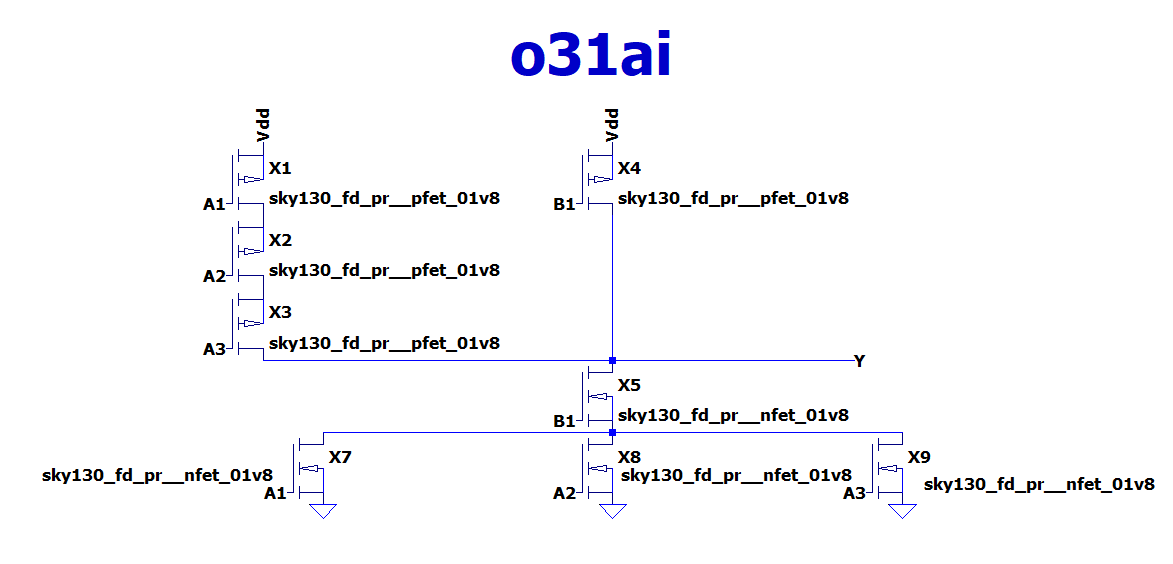 o31ai
Vdd
Vdd
X1
X4
sky130_fd_pr__pfet_01v8
sky130_fd_pr__pfet_01v8
A1
B1
X2
sky130_fd_pr__pfet_01v8
A2
X3
sky130_fd_pr__pfet_01v8
A3
Y
X5
sky130_fd_pr__nfet_01v8
B1
X7
X8
X9
sky130_fd_pr__nfet_01v8
sky130_fd_pr__nfet_01v8
sky130_fd_pr__nfet_01v8
A1
A2
A3